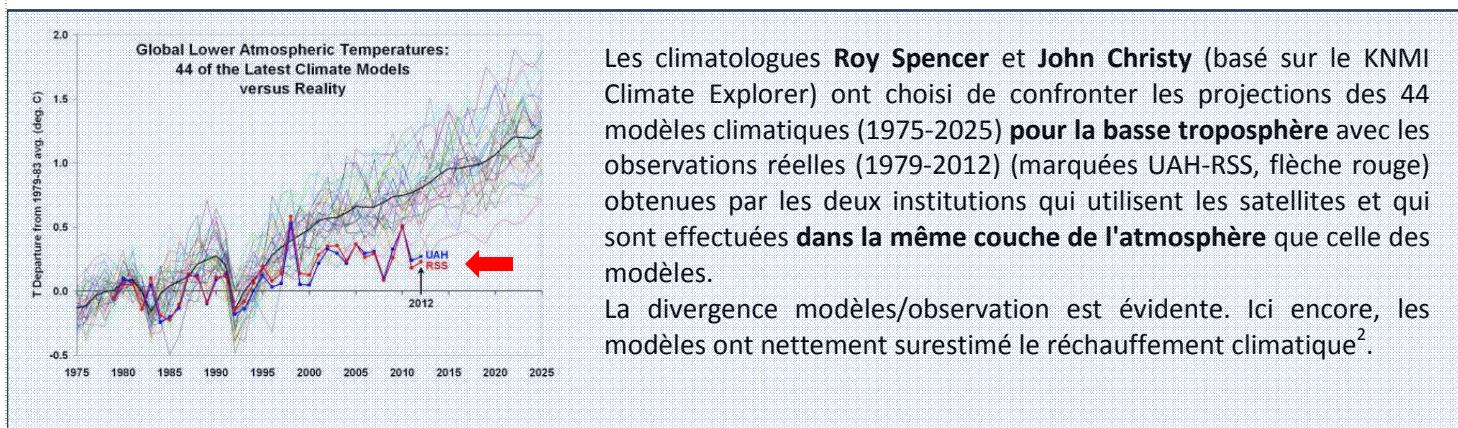 Global Lower Atmospheric Temperatures:
44 of the Latest Climate Models
versus Reality
T Departure from 1979-83 avg. (deg. C)
2.0
1.5
1.0
0.5
0.0
-0.5
UAH
RSS
2012
1975 1980 1985 1990 1995 2000 2005 2010 2015 2020 2025
Les climatologues Roy Spencer et John Christy (basé sur le KNMI
Climate Explorer) ont choisi de confronter les projections des 44
modèles climatiques (1975-2025) pour la basse troposphère avec les
observations réelles (1979-2012) (marquées UAH-RSS, flèche rouge)
obtenues par les deux institutions qui utilisent les satellites et qui
sont effectuées dans la même couche de l'atmosphère que celle des
modèles.
La divergence modèles/observation est évidente. Ici encore, les
modèles ont nettement surestimé le réchauffement climatique².